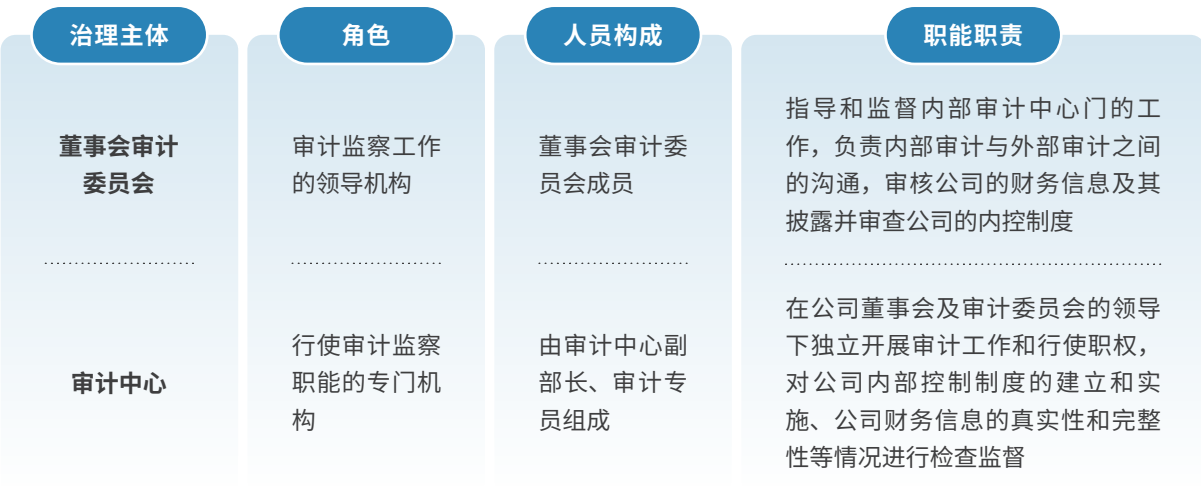 治理主体
角色
人员构成
职能职责
董事会审计
委员会
审计监察工作
的领导机构
董事会审计委
员会成员
指导和监督内部审计中心门的工
作，负责内部审计与外部审计之间
的沟通，审核公司的财务信息及其
披露并审查公司的内控制度
审计中心
行使审计监察
职能的专门机
构
由审计中心副
部长、审计专
员组成
在公司董事会及审计委员会的领导
下独立开展审计工作和行使职权，
对公司内部控制制度的建立和实
施、公司财务信息的真实性和完整
性等情况进行检查监督